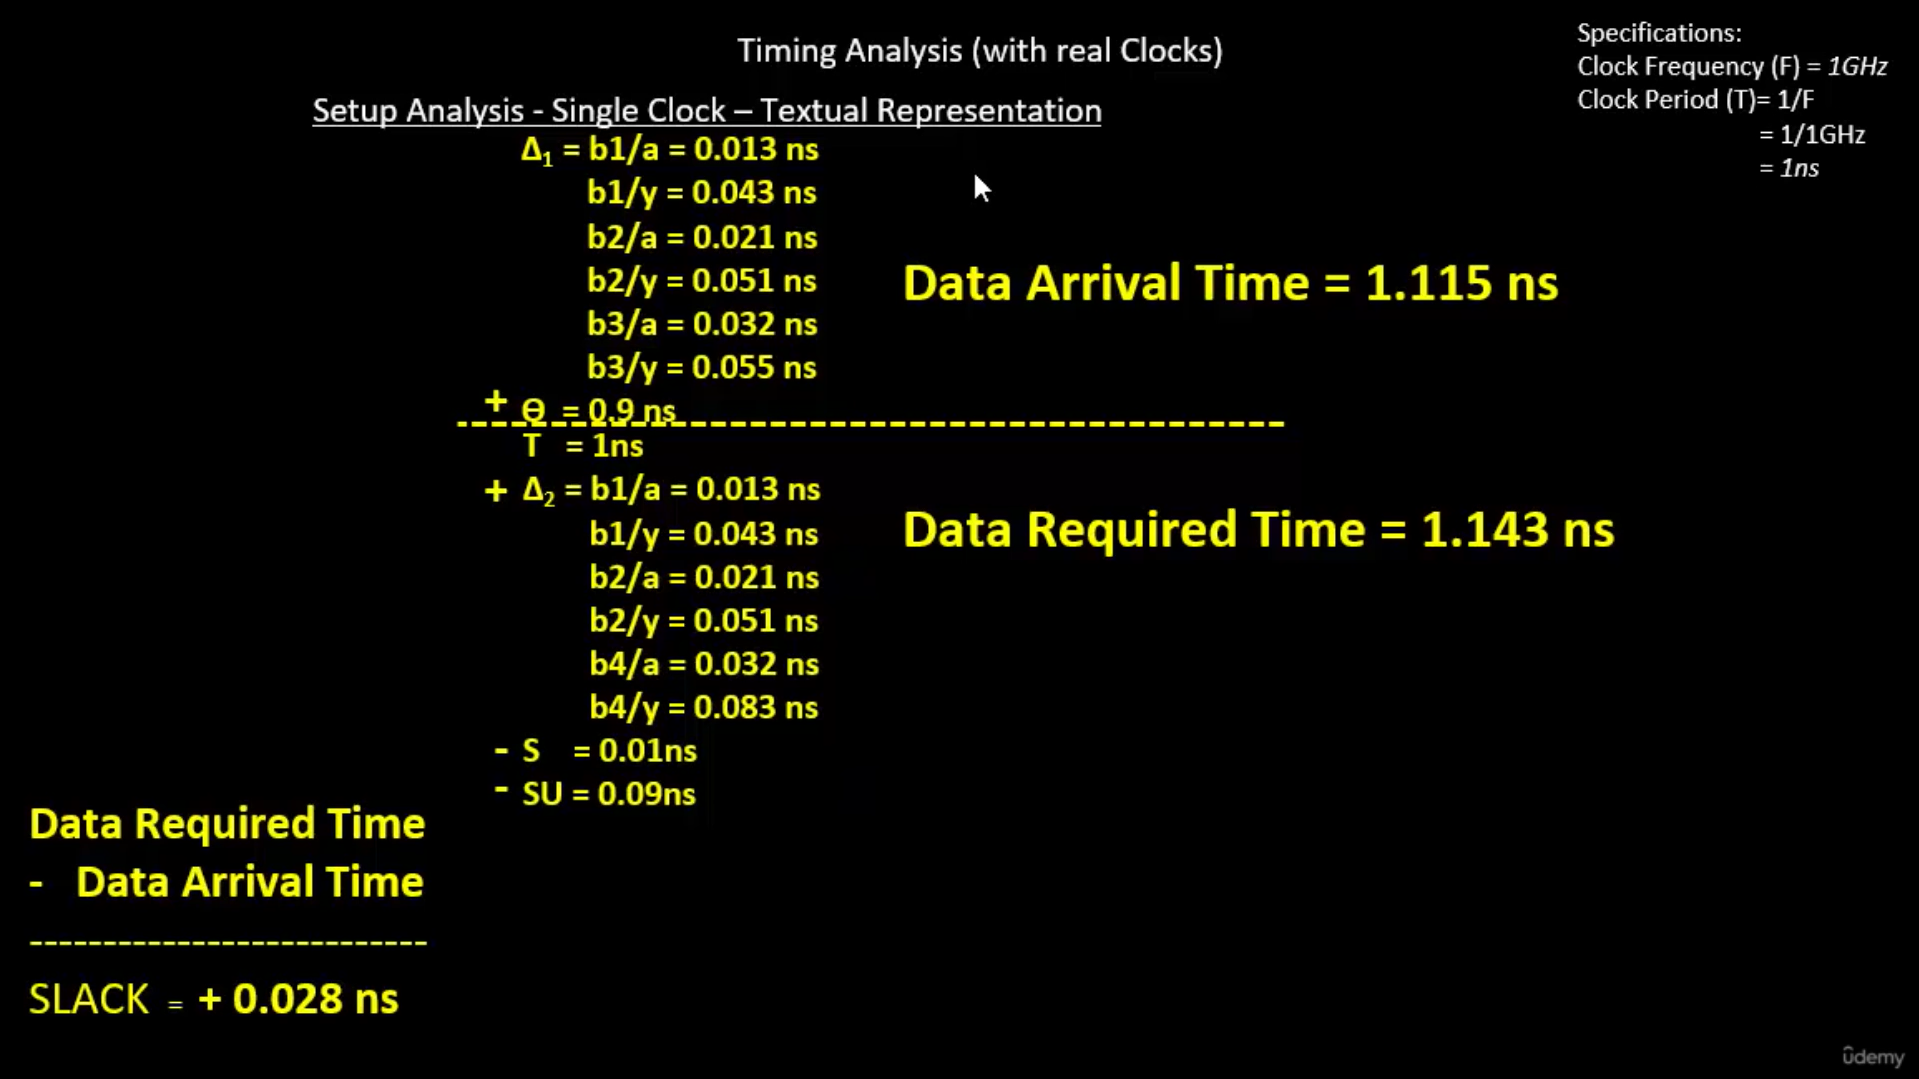 Timing Analysis (with real Clocks)
Specifications:
Clock Frequency (F) = 1GHz
Clock Period (T)= 1/F
= 1/1GHz
= 1ns
Setup Analysis - Single Clock – Textual Representation
Δ₁ = b1/a = 0.013 ns
b1/y = 0.043 ns
b2/a = 0.021 ns
b2/y = 0.051 ns
b3/a = 0.032 ns
b3/y = 0.055 ns
+ ϴ = 0.9 ns
Data Arrival Time = 1.115 ns
------------------------------------------------
T = 1ns
+ Δ₂ = b1/a = 0.013 ns
b1/y = 0.043 ns
b2/a = 0.021 ns
b2/y = 0.051 ns
b4/a = 0.032 ns
b4/y = 0.083 ns
- S = 0.01ns
- SU = 0.09ns
Data Required Time = 1.143 ns
Data Required Time
- Data Arrival Time
---------------------------
SLACK = + 0.028 ns
ûdemy